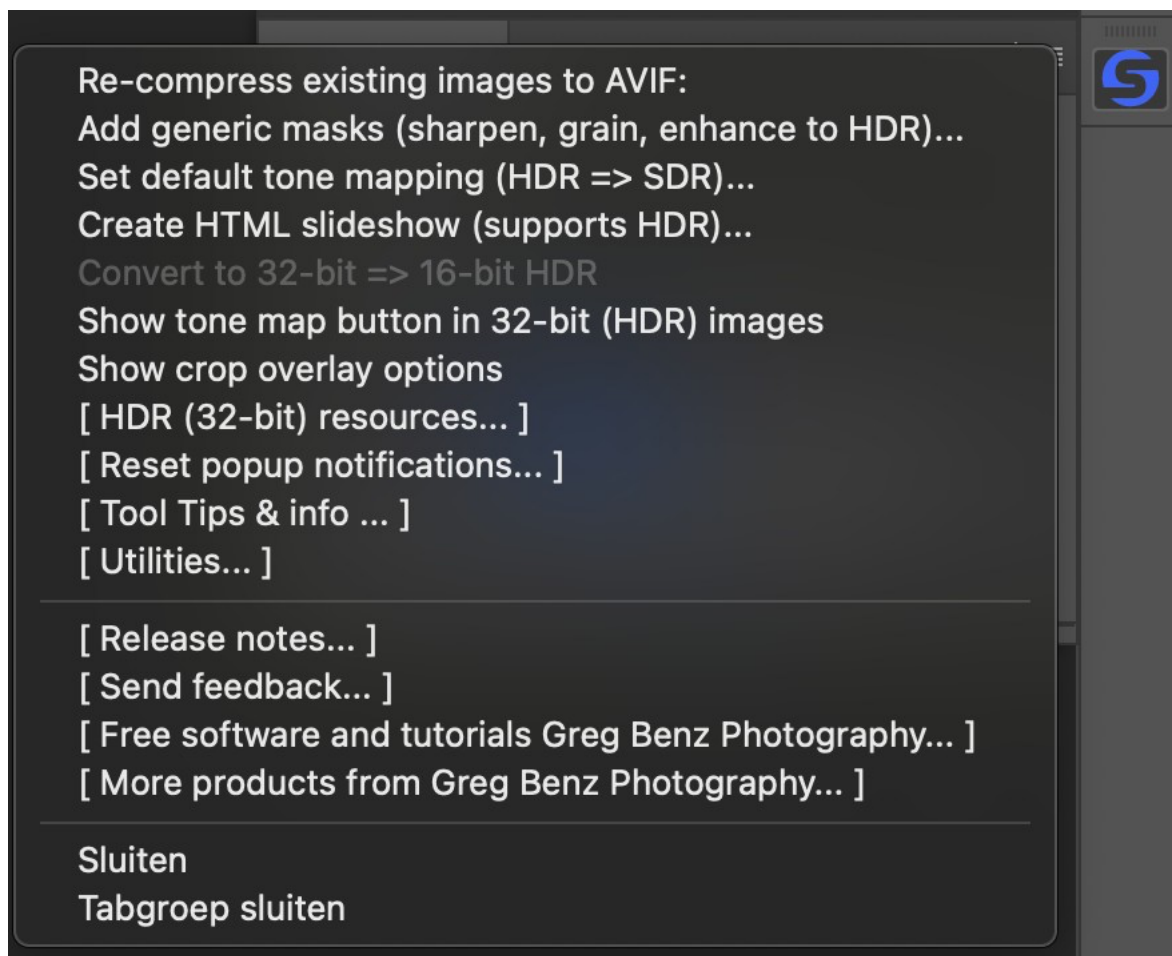 Re-compress existing images to AVIF:
Add generic masks (sharpen, grain, enhance to HDR)...
Set default tone mapping (HDR => SDR)...
Create HTML slideshow (supports HDR)...
Convert to 32-bit => 16-bit HDR
Show tone map button in 32-bit (HDR) images
Show crop overlay options
[ HDR (32-bit) resources... ]
[ Reset popup notifications... ]
[ Tool Tips & info ... ]
[ Utilities... ]
[ Release notes... ]
[ Send feedback... ]
[ Free software and tutorials Greg Benz Photography... ]
[ More products from Greg Benz Photography... ]
Sluiten
Tabgroep sluiten